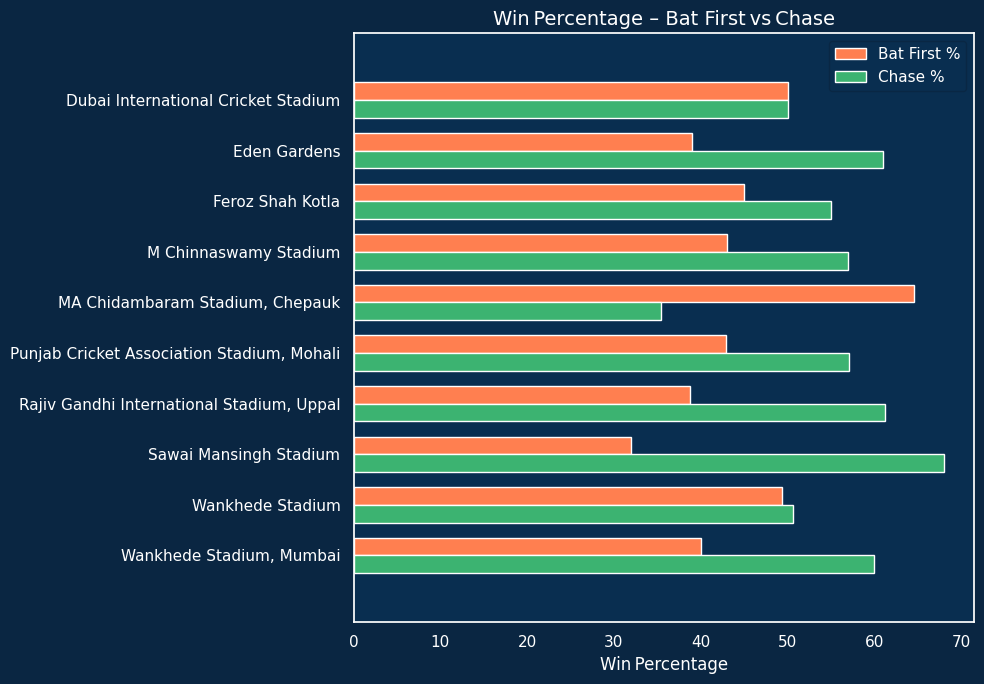 Win Percentage – Bat First vs Chase
Bat First %
Chase %
Dubai International Cricket Stadium
Eden Gardens
Feroz Shah Kotla
M Chinnaswamy Stadium
MA Chidambaram Stadium, Chepauk
Punjab Cricket Association Stadium, Mohali
Rajiv Gandhi International Stadium, Uppal
Sawai Mansingh Stadium
Wankhede Stadium
Wankhede Stadium, Mumbai
0 10 20 30 40 50 60 70
Win Percentage